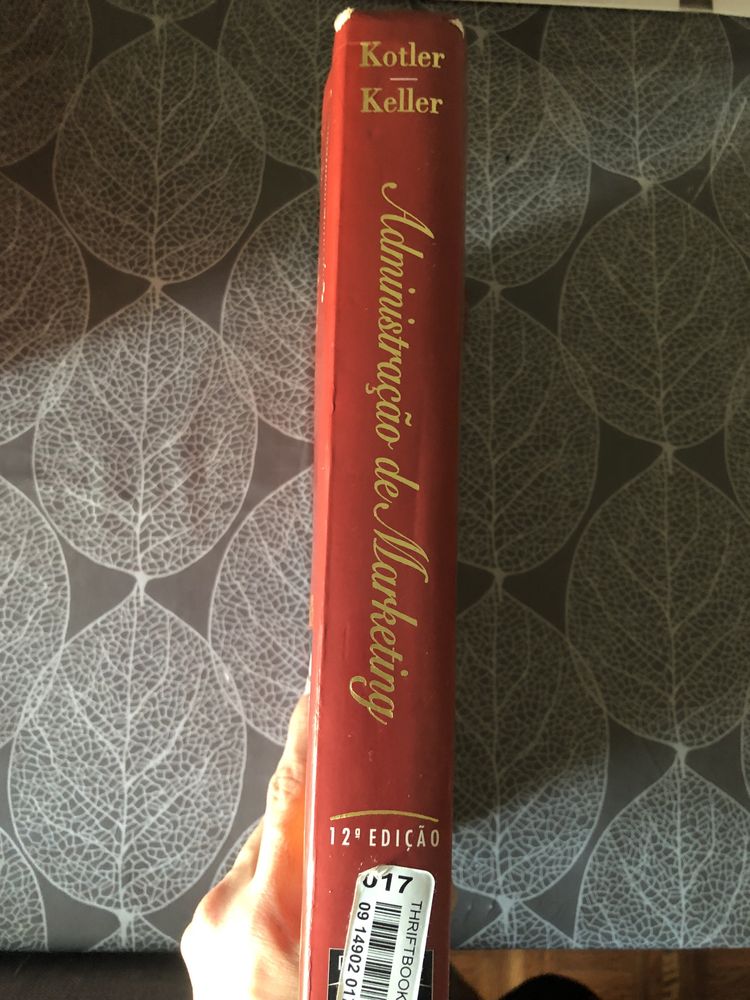 Kotler
Keller
Administração de Marketing
12ª EDIÇÃO
017
THRIFTBOOK
09 14902 01